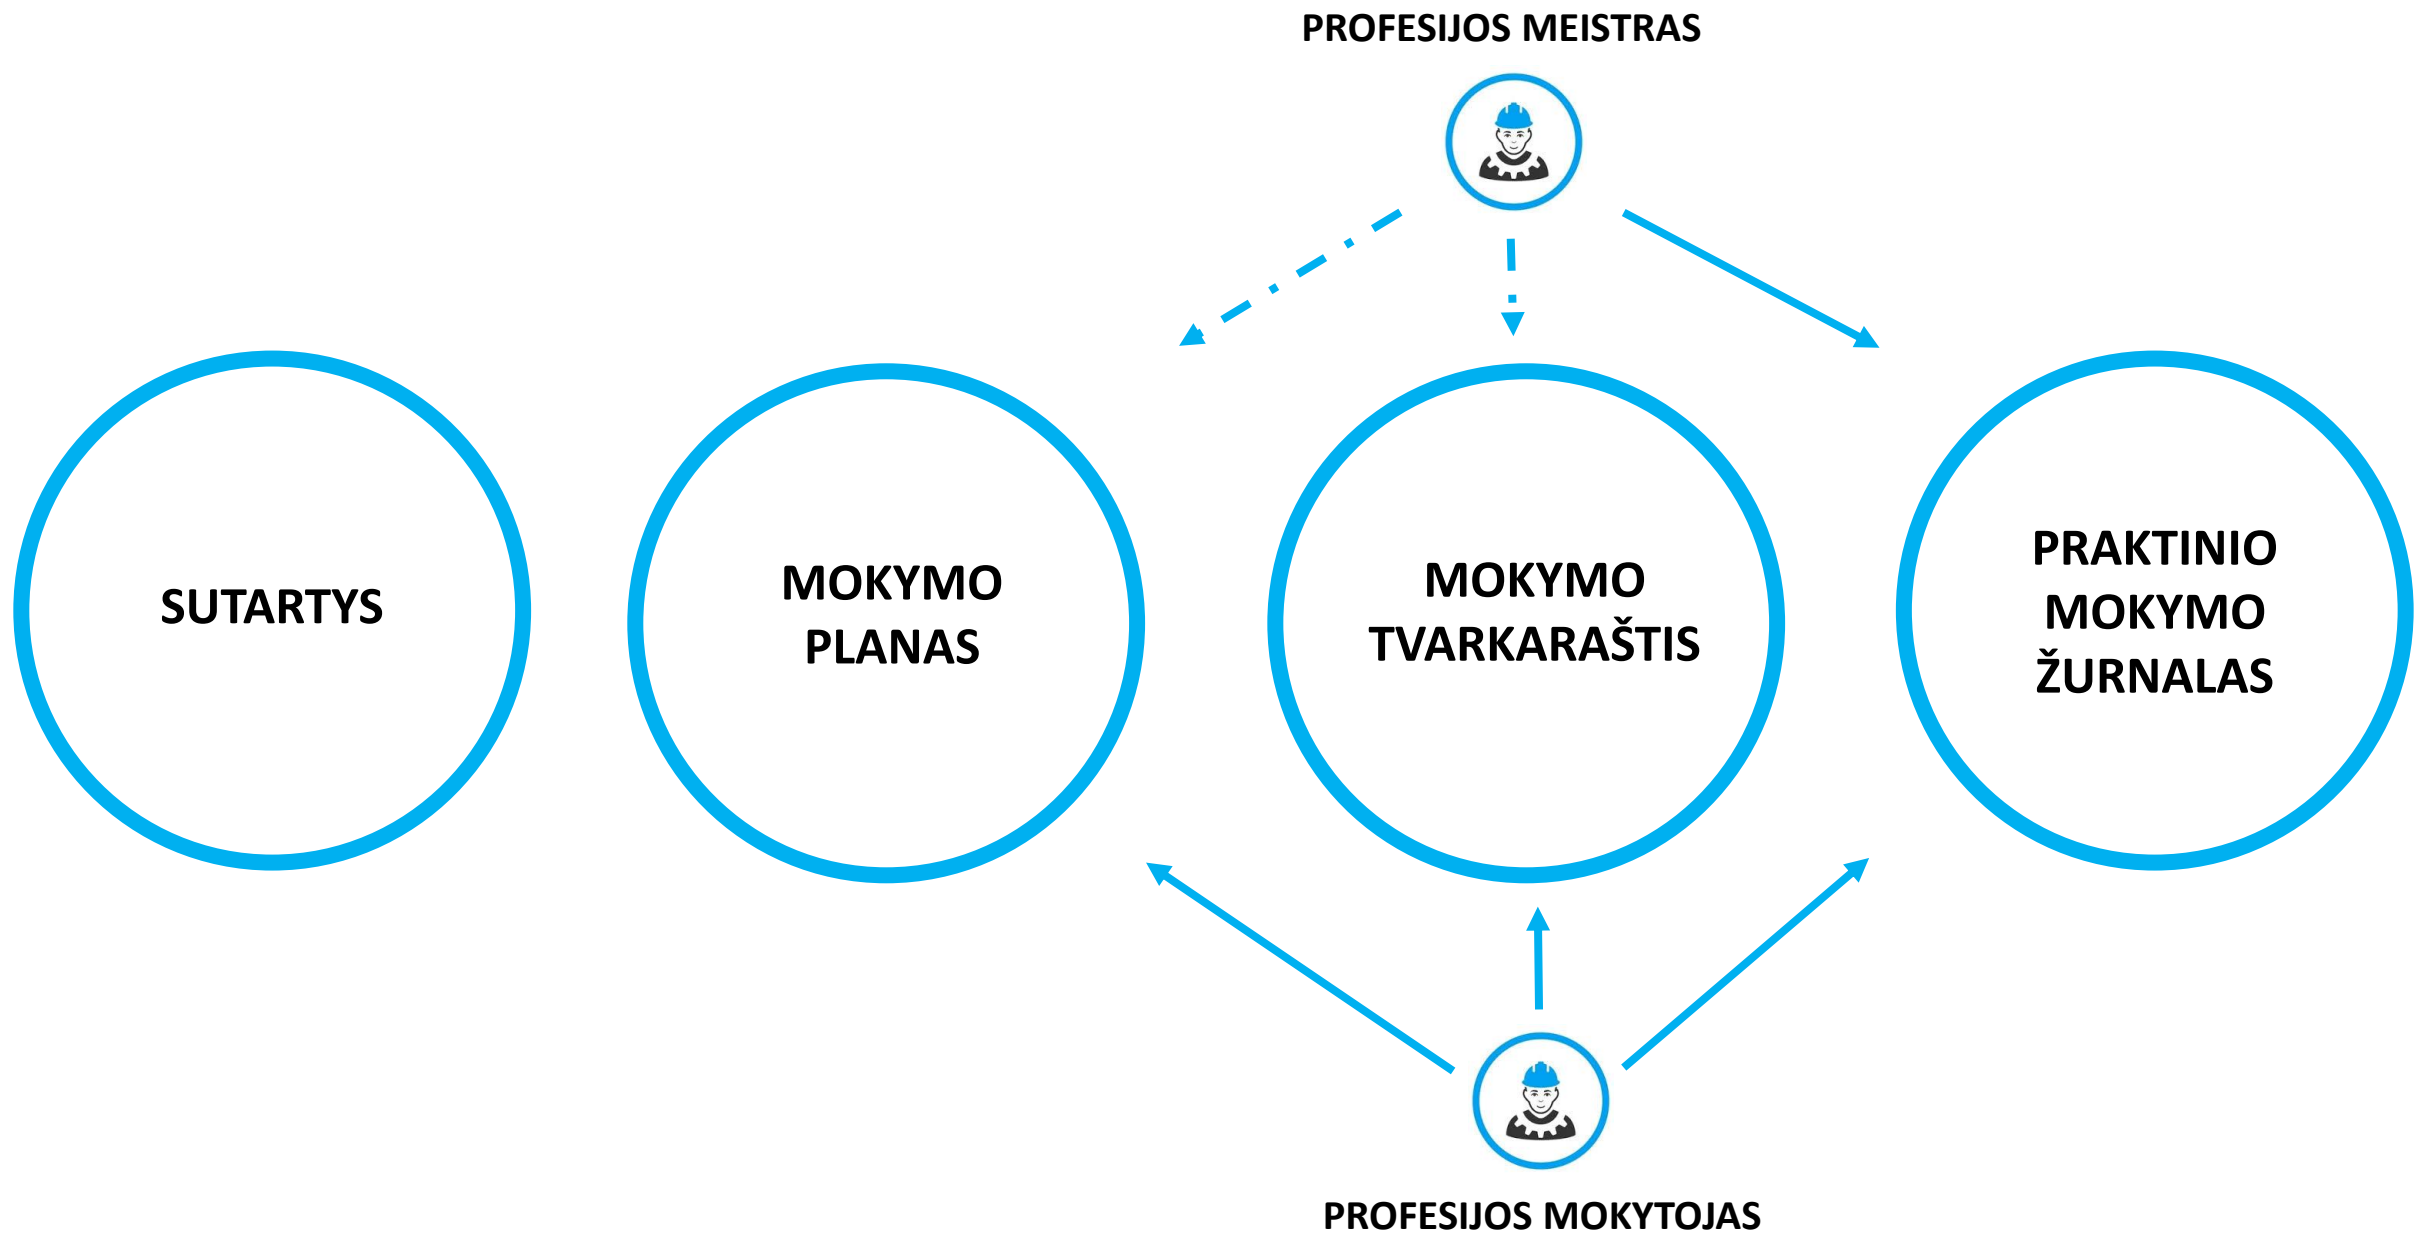 PROFESIJOS MEISTRAS
SUTARTYS
MOKYMO
PLANAS
MOKYMO
TVARKARAŠTIS
PRAKTINIO
MOKYMO
ŽURNALAS
PROFESIJOS MOKYTOJAS